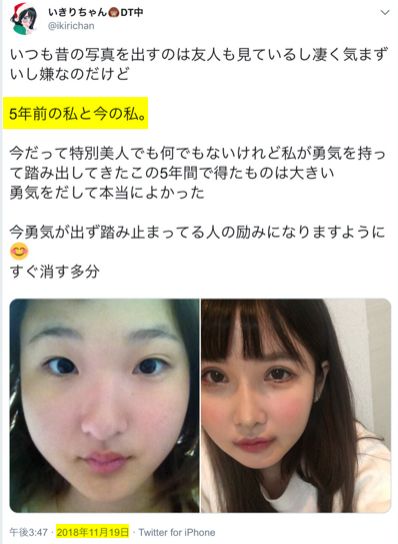 いきりちゃん👩🏻‍🦱DT中
@ikirichan
いつも昔の写真を出すのは友人も見ているし凄く気まず
いし嫌なのだけど
5年前の私と今の私。
今だって特別美人でも何でもないけれど私が勇気を持っ
て踏み出してきたこの5年間で得たものは大きい
勇気をだして本当によかった
今勇気が出ず踏み止まってる人の励みになりますように
😊
すぐ消す多分
午後3:47 · 2018年11月19日 · Twitter for iPhone